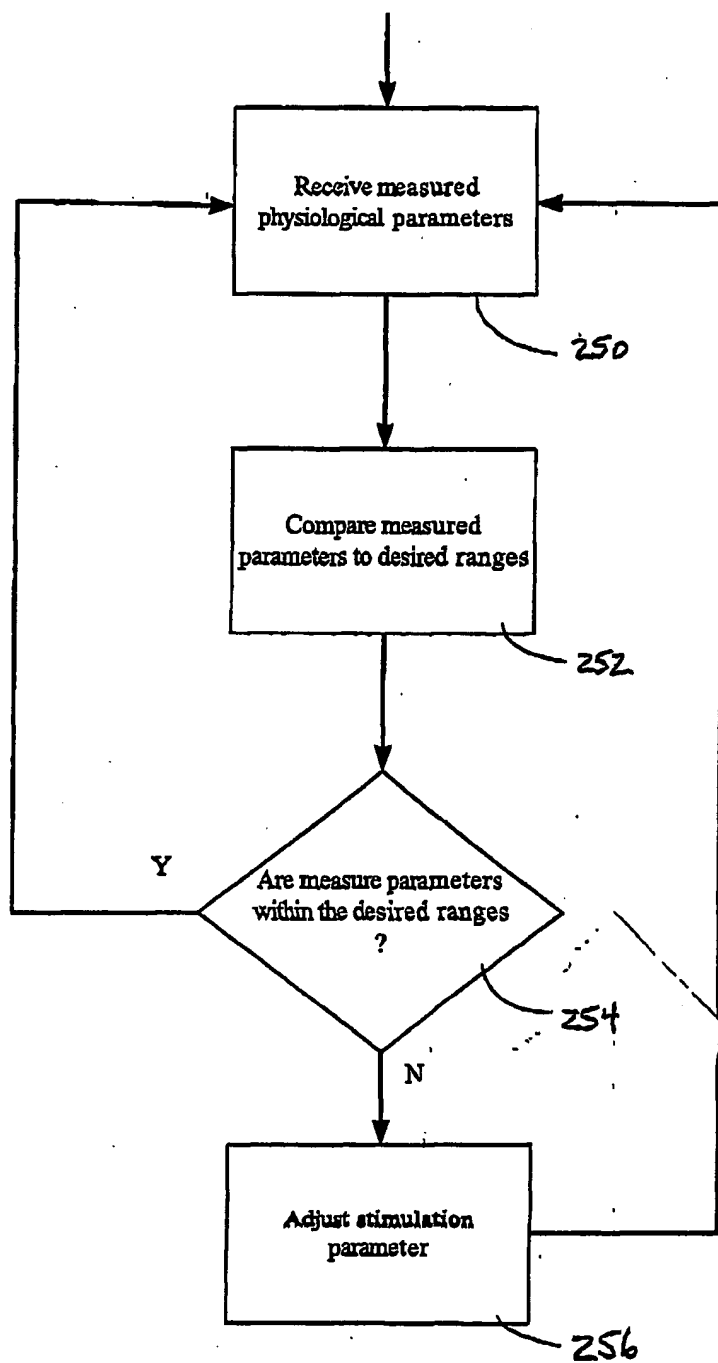 Receive measured
physiological parameters
250
Compare measured
parameters to desired ranges
252
Y
Are measure parameters
within the desired ranges
?
254
N
Adjust stimulation
parameter
256